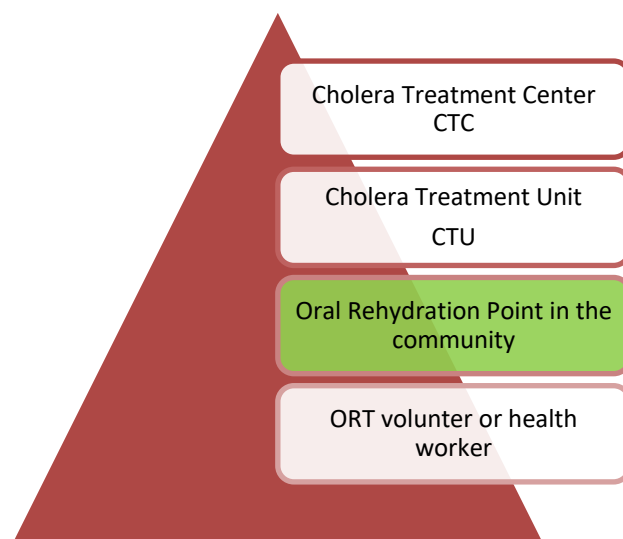 Cholera Treatment Center
CTC
Cholera Treatment Unit
CTU
Oral Rehydration Point in the
community
ORT volunter or health
worker